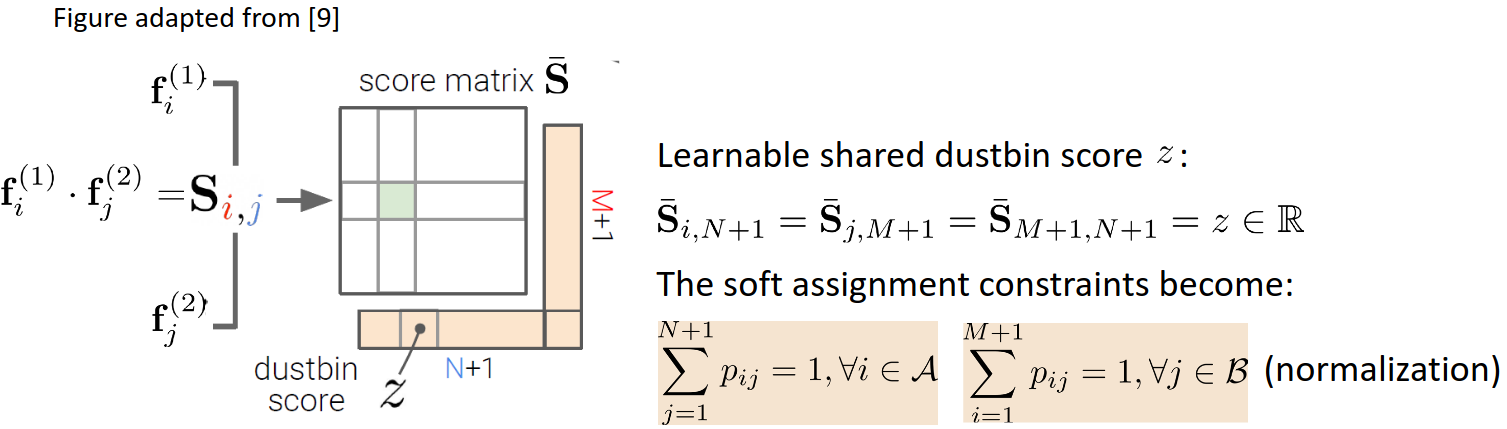 Figure adapted from [9]
$\mathbf{f}_i^{(1)}$
score matrix $\bar{\mathbf{S}}$
$\mathbf{f}_i^{(1)} \cdot \mathbf{f}_j^{(2)} = \mathbf{S}_{i,j}$
M+1
$\mathbf{f}_j^{(2)}$
dustbin
score
$z$
N+1
Learnable shared dustbin score $z$:
$\bar{\mathbf{S}}_{i,N+1} = \bar{\mathbf{S}}_{j,M+1} = \bar{\mathbf{S}}_{M+1,N+1} = z \in \mathbb{R}$
The soft assignment constraints become:
$\sum_{j=1}^{N+1} p_{ij} = 1, \forall i \in \mathcal{A}$ $\sum_{i=1}^{M+1} p_{ij} = 1, \forall j \in \mathcal{B}$ (normalization)